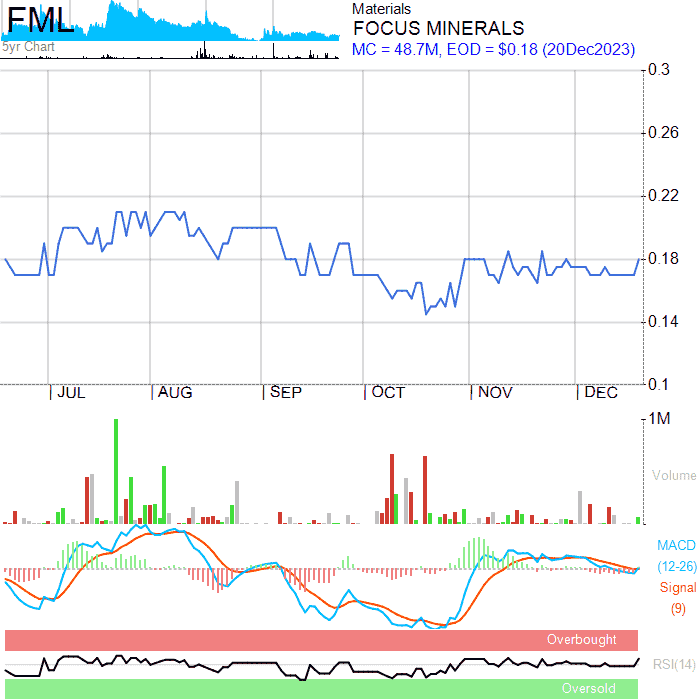 FML
5yr Chart
Materials
FOCUS MINERALS
MC = 48.7M, EOD = $0.18 (20Dec2023)
0.3
0.26
0.22
0.18
0.14
0.1
JUL AUG SEP OCT NOV DEC
1M
Volume
MACD
(12-26)
Signal
(9)
Overbought
RSI(14)
Oversold